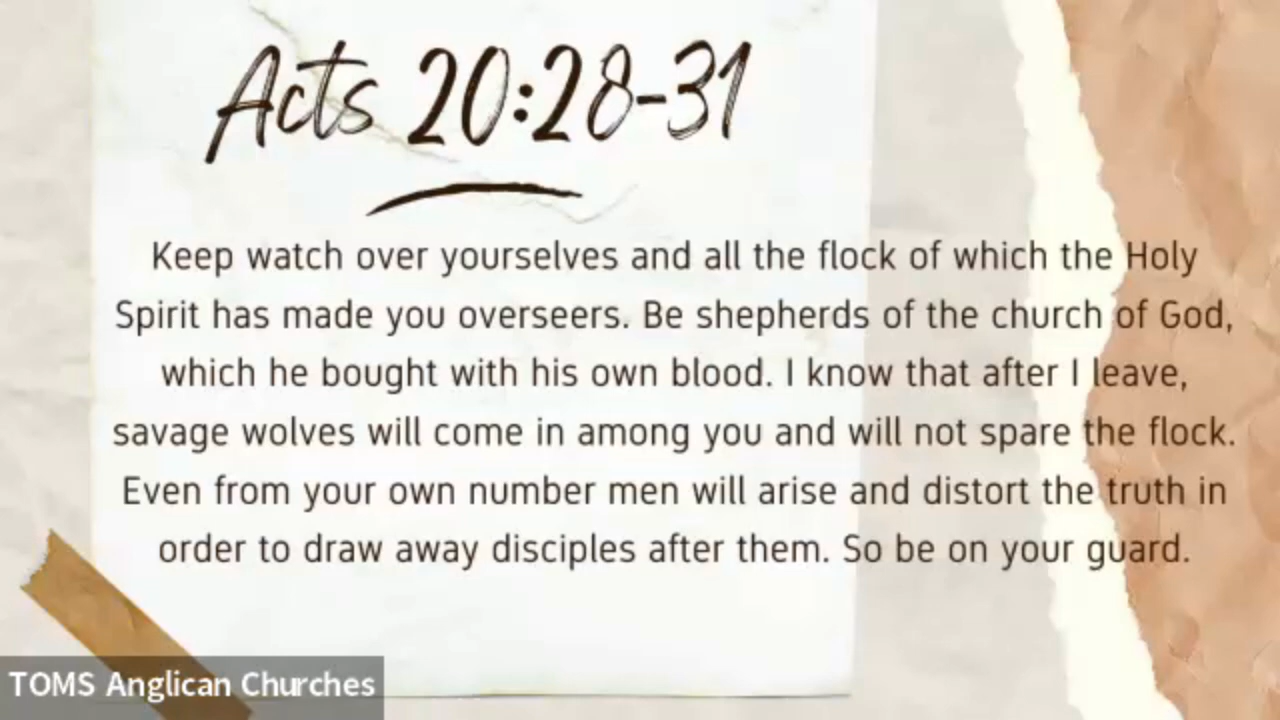 Acts 20:28-31
Keep watch over yourselves and all the flock of which the Holy
Spirit has made you overseers. Be shepherds of the church of God,
which he bought with his own blood. I know that after I leave,
savage wolves will come in among you and will not spare the flock.
Even from your own number men will arise and distort the truth in
order to draw away disciples after them. So be on your guard.
TOMS Anglican Churches